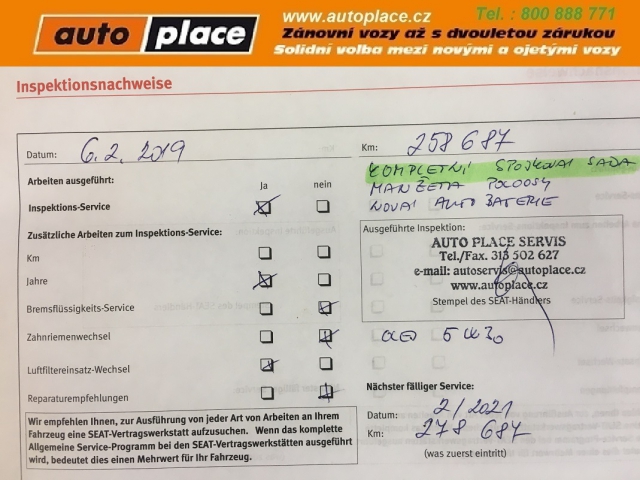 auto place
www.autoplace.cz
Tel. : 800 888 771
Zánovní vozy až s dvouletou zárukou
Solidní volba mezi novými a ojetými vozy
Inspektionsnachweise
Datum: 6.2.2019
Km: 258 687
KOMPLETNÍ SPOJKOVAI SADA
MANŽETA POLOOSY
NOVAI AUTO BATERIE
Arbeiten ausgeführt:
Ja nein
Inspektions-Service
Zusätzliche Arbeiten zum Inspektions-Service:
Km
Jahre
Bremsflüssigkeits-Service
Zahnriemenwechsel
Luftfiltereinsatz-Wechsel
Reparaturempfehlungen
Ausgeführte Inspektion:
AUTO PLACE SERVIS
Tel./Fax. 313 502 627
e-mail: autoservis@autoplace.cz
www.autoplace.cz
Stempel des SEAT-Händlers
5W30
Nächster fälliger Service:
Datum: 2/2021
Km: 278 687
(was zuerst eintritt)
Wir empfehlen Ihnen, zur Ausführung von jeder Art von Arbeiten an Ihrem
Fahrzeug eine SEAT-Vertragswerkstatt aufzusuchen. Wenn das komplette
Allgemeine Service-Programm bei den SEAT-Vertragswerkstätten ausgeführt
wird, bedeutet dies einen Mehrwert für Ihr Fahrzeug.